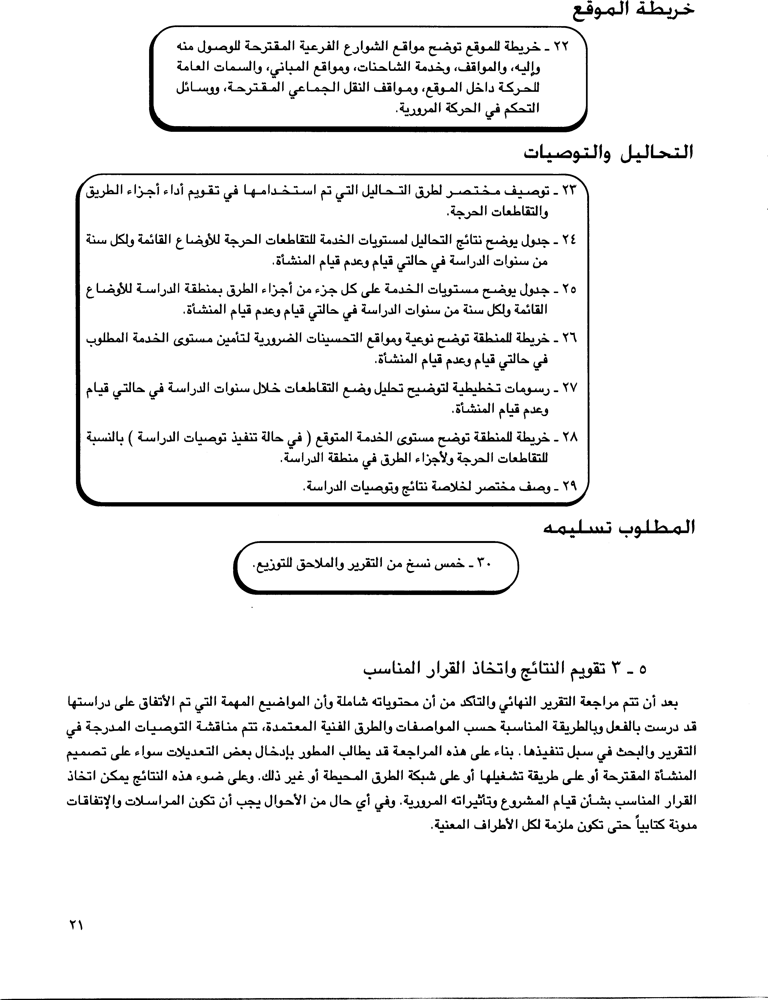 خريطة الموقع
٢٢ ـ خريطة للموقع توضح مواقع الشوارع الفرعية المقترحة للوصول منه
وإليه، والمواقف، وخدمة الشاحنات، ومواقع المباني، والسمات العامة
للحركة داخل الموقع، ومواقف النقل الجماعي المقترحة، ووسائل
التحكم في الحركة المرورية.
التحاليل والتوصيات
٢٣ ـ توصيف مختصر لطرق التحاليل التي تم استخدامها في تقويم أداء أجزاء الطريق
والتقاطعات الحرجة.
٢٤ ـ جدول يوضح نتائج التحاليل لمستويات الخدمة للتقاطعات الحرجة للأوضاع القائمة ولكل سنة
من سنوات الدراسة في حالتي قيام وعدم قيام المنشأة.
٢٥ ـ جدول يوضح مستويات الخدمة على كل جزء من أجزاء الطرق بمنطقة الدراسة للأوضاع
القائمة ولكل سنة من سنوات الدراسة في حالتي قيام وعدم قيام المنشأة.
٢٦ ـ خريطة للمنطقة توضح نوعية ومواقع التحسينات الضرورية لتأمين مستوى الخدمة المطلوب
في حالتي قيام وعدم قيام المنشأة.
٢٧ ـ رسومات تخطيطية لتوضيح تحليل وضع التقاطعات خلال سنوات الدراسة في حالتي قيام
وعدم قيام المنشأة.
٢٨ ـ خريطة للمنطقة توضح مستوى الخدمة المتوقع ( في حالة تنفيذ توصيات الدراسة ) بالنسبة
للتقاطعات الحرجة ولأجزاء الطرق في منطقة الدراسة.
٢٩ ـ وصف مختصر لخلاصة نتائج وتوصيات الدراسة.
المطلوب تسليمه
٣٠ ـ خمس نسخ من التقرير والملاحق للتوزيع.
٥ ـ ٣ تقويم النتائج واتخاذ القرار المناسب
بعد أن تتم مراجعة التقرير النهائي والتأكد من أن محتوياته شاملة وأن المواضيع المهمة التي تم الأتفاق على دراستها
قد درست بالفعل وبالطريقة المناسبة حسب المواصفات والطرق الفنية المعتمدة، تتم مناقشة التوصيات المدرجة في
التقرير والبحث في سبل تنفيذها. بناء على هذه المراجعة قد يطالب المطور بإدخال بعض التعديلات سواء على تصميم
المنشأة المقترحة أو على طريقة تشغيلها أو على شبكة الطرق المحيطة أو غير ذلك. وعلى ضوء هذه النتائج يمكن اتخاذ
القرار المناسب بشأن قيام المشروع وتأثيراته المرورية. وفي أي حال من الأحوال يجب أن تكون المراسلات والإتفاقات
مدونة كتابياً حتى تكون ملزمة لكل الأطراف المعنية.
٢١